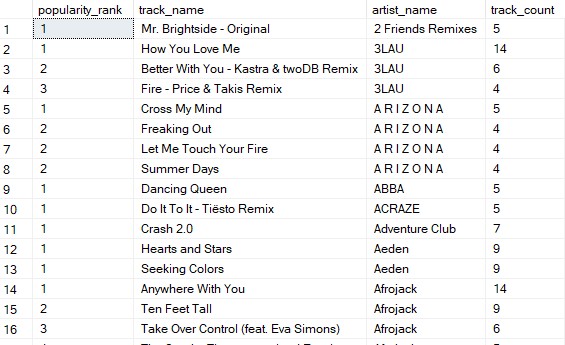 popularity_rank track_name artist_name track_count
1 1 Mr. Brightside - Original 2 Friends Remixes 5
2 1 How You Love Me 3LAU 14
3 2 Better With You - Kastra & twoDB Remix 3LAU 6
4 3 Fire - Price & Takis Remix 3LAU 4
5 1 Cross My Mind A R I Z O N A 5
6 2 Freaking Out A R I Z O N A 4
7 2 Let Me Touch Your Fire A R I Z O N A 4
8 2 Summer Days A R I Z O N A 4
9 1 Dancing Queen ABBA 5
10 1 Do It To It - Tiësto Remix ACRAZE 5
11 1 Crash 2.0 Adventure Club 7
12 1 Hearts and Stars Aeden 9
13 1 Seeking Colors Aeden 9
14 1 Anywhere With You Afrojack 14
15 2 Ten Feet Tall Afrojack 9
16 3 Take Over Control (feat. Eva Simons) Afrojack 6